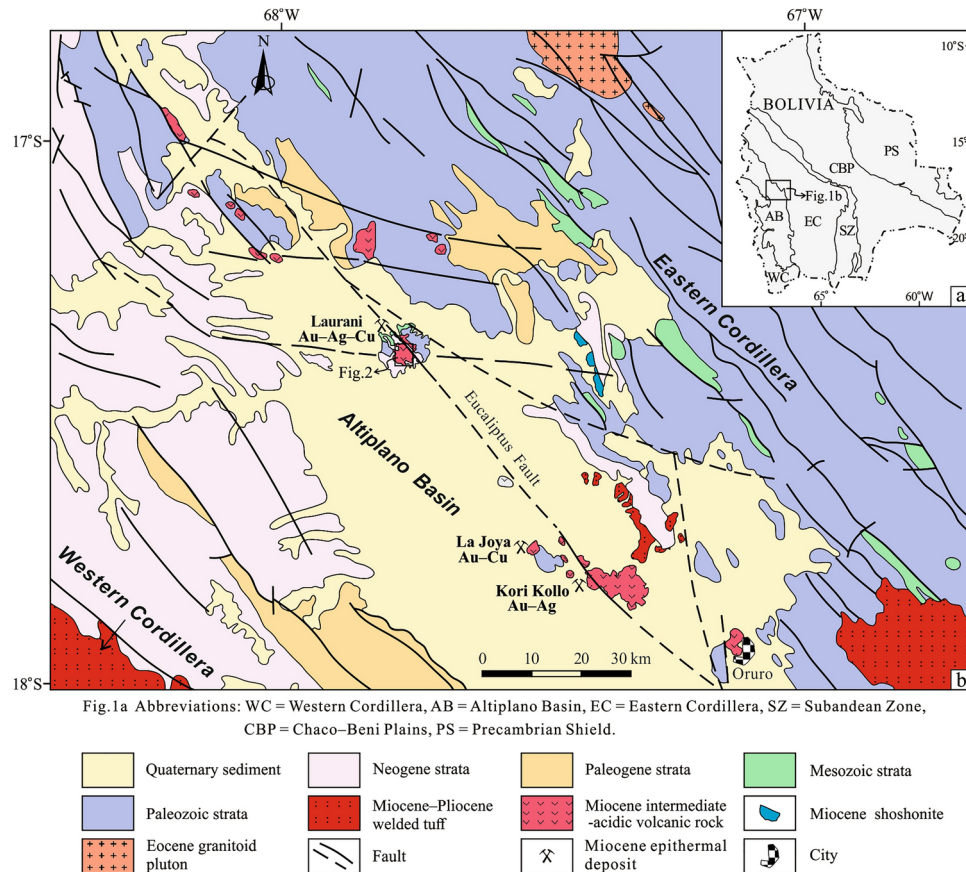 68°W
67°W
N
17°S
18°S
10°S
15°S
20°
65°
60°W
BOLIVIA
PS
CBP
Fig.1b
AB
EC
SZ
WC
a
Eastern Cordillera
Laurani
Au–Ag–Cu
Fig.2
Eucaliptus Fault
Altiplano Basin
La Joya
Au–Cu
Kori Kollo
Au–Ag
Western Cordillera
0 10 20 30 km
Oruro
b
Fig.1a Abbreviations: WC = Western Cordillera, AB = Altiplano Basin, EC = Eastern Cordillera, SZ = Subandean Zone,
CBP = Chaco–Beni Plains, PS = Precambrian Shield.
Quaternary sediment
Neogene strata
Paleogene strata
Mesozoic strata
Paleozoic strata
Miocene–Pliocene
welded tuff
Miocene intermediate
-acidic volcanic rock
Miocene shoshonite
Eocene granitoid
pluton
Fault
Miocene epithermal
deposit
City